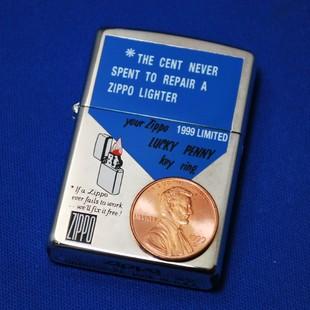 *THE CENT NEVER
SPENT TO REPAIR A
ZIPPO LIGHTER
your Zippo 1999 LIMITED
LUCKY PENNY
key ring
*If a Zippo
ever fails to work
...we'll fix it free!
ZIPPO
LIBERTY